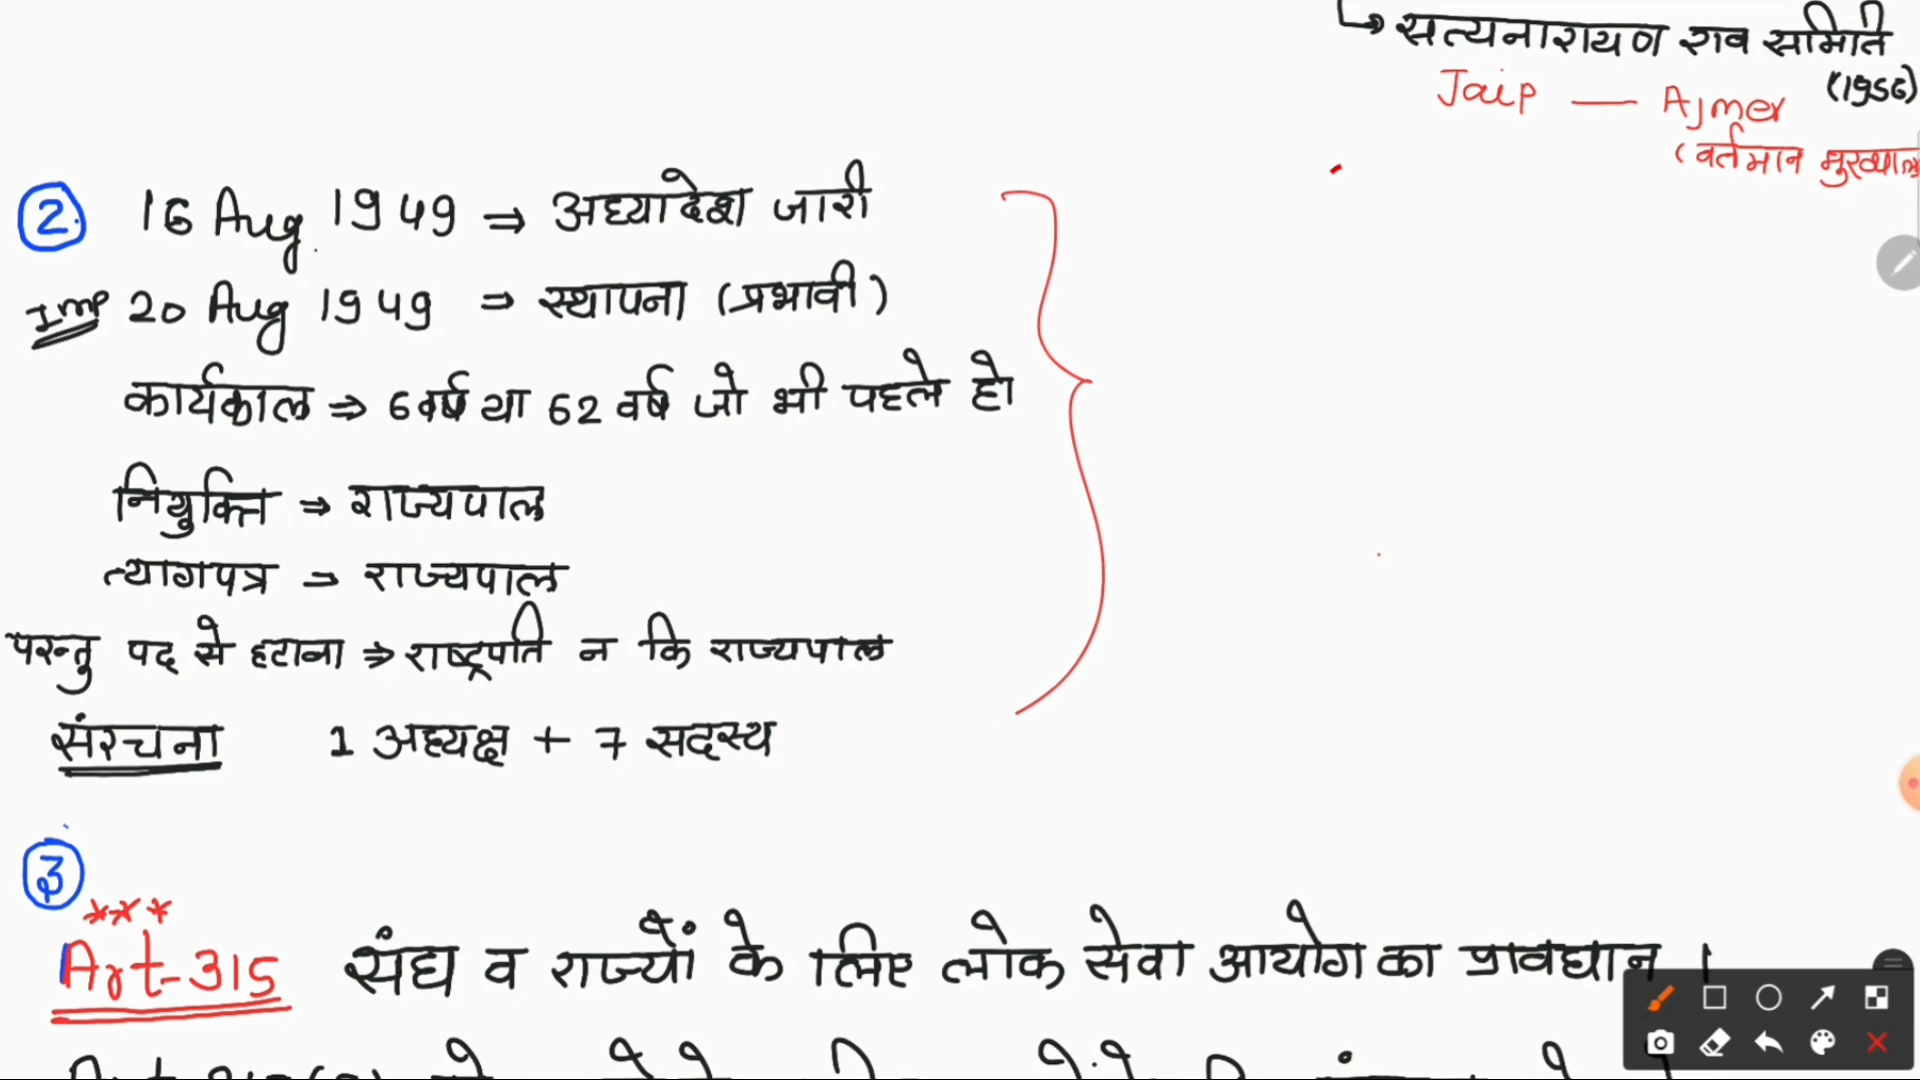 सत्यनारायण राव समिति
(1956)
Jaip — Ajmer
(वर्तमान
2 16 Aug 1949 ⇒ अध्यादेश जारी
Imp 20 Aug 1949 ⇒ स्थापना (प्रभावी)
कार्यकाल ⇒ 6 वर्ष या 62 वर्ष जो भी पहले हो
नियुक्ति ⇒ राज्यपाल
त्यागपत्र ⇒ राज्यपाल
परन्तु पद से हटाना ⇒ राष्ट्रपति न कि राज्यपाल
संरचना 1 अध्यक्ष + 7 सदस्य
3
***
Art-315 संघ व राज्यों के लिए लोक सेवा आयोग का प्रावधान ।